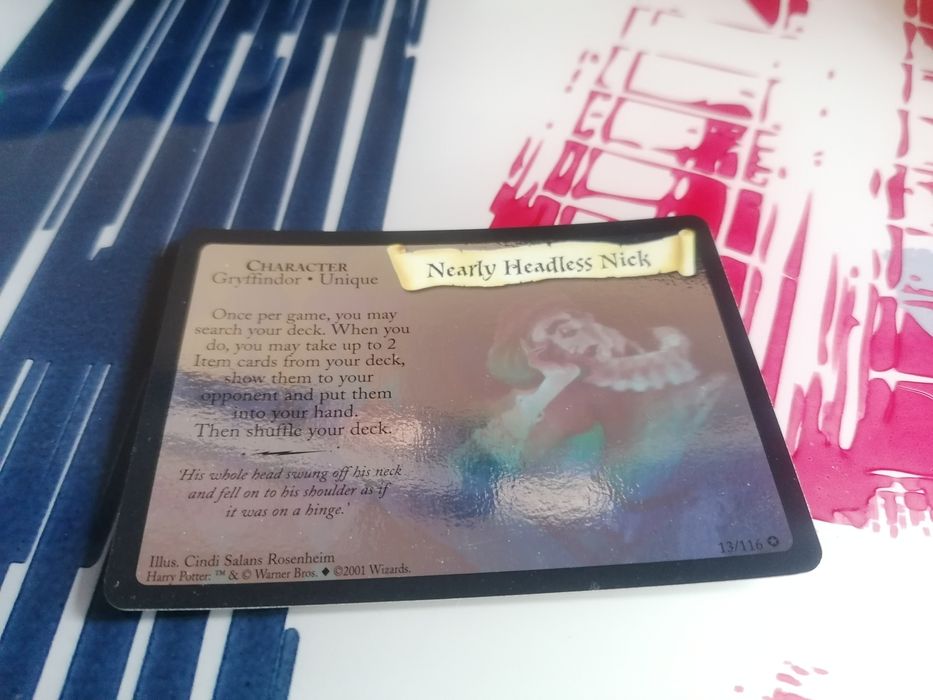 Nearly Headless Nick
CHARACTER
Gryffindor • Unique
Once per game, you may
search your deck. When you
do, you may take up to 2
Item cards from your deck,
show them to your
opponent and put them
into your hand.
Then shuffle your deck.
'His whole head swung off his neck
and fell on to his shoulder as if
it was on a hinge.'
Illus. Cindi Salans Rosenheim
Harry Potter: ™ & © Warner Bros. ♦ ©2001 Wizards.
13/116 ✪